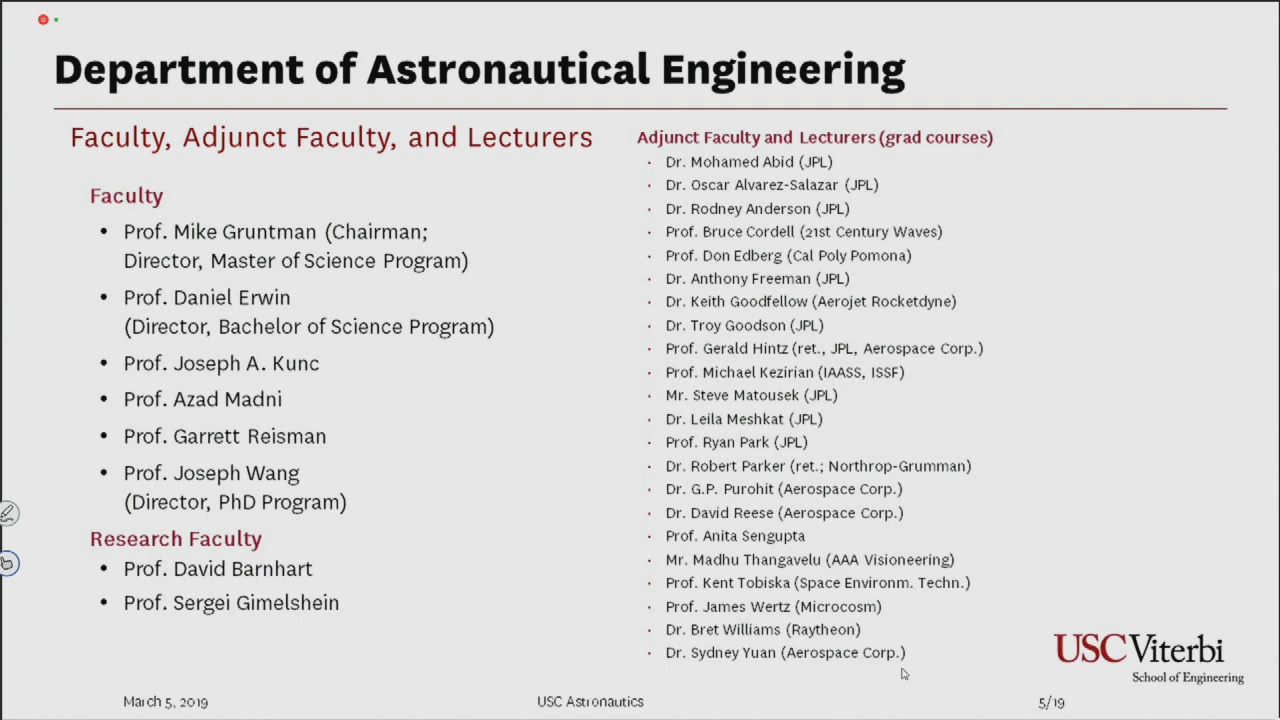 Department of Astronautical Engineering
Faculty, Adjunct Faculty, and Lecturers
Faculty
• Prof. Mike Gruntman (Chairman;
Director, Master of Science Program)
• Prof. Daniel Erwin
(Director, Bachelor of Science Program)
• Prof. Joseph A. Kunc
• Prof. Azad Madni
• Prof. Garrett Reisman
• Prof. Joseph Wang
(Director, PhD Program)
Research Faculty
• Prof. David Barnhart
• Prof. Sergei Gimelshein
Adjunct Faculty and Lecturers (grad courses)
• Dr. Mohamed Abid (JPL)
• Dr. Oscar Alvarez-Salazar (JPL)
• Dr. Rodney Anderson (JPL)
• Prof. Bruce Cordell (21st Century Waves)
• Prof. Don Edberg (Cal Poly Pomona)
• Dr. Anthony Freeman (JPL)
• Dr. Keith Goodfellow (Aerojet Rocketdyne)
• Dr. Troy Goodson (JPL)
• Prof. Gerald Hintz (ret., JPL, Aerospace Corp.)
• Prof. Michael Kezirian (IAASS, ISSF)
• Mr. Steve Matousek (JPL)
• Dr. Leila Meshkat (JPL)
• Prof. Ryan Park (JPL)
• Dr. Robert Parker (ret.; Northrop-Grumman)
• Dr. G.P. Purohit (Aerospace Corp.)
• Dr. David Reese (Aerospace Corp.)
• Prof. Anita Sengupta
• Mr. Madhu Thangavelu (AAA Visioneering)
• Prof. Kent Tobiska (Space Environm. Techn.)
• Prof. James Wertz (Microcosm)
• Dr. Bret Williams (Raytheon)
• Dr. Sydney Yuan (Aerospace Corp.)
USC Viterbi
School of Engineering
March 5, 2019
USC Astronautics
5/19